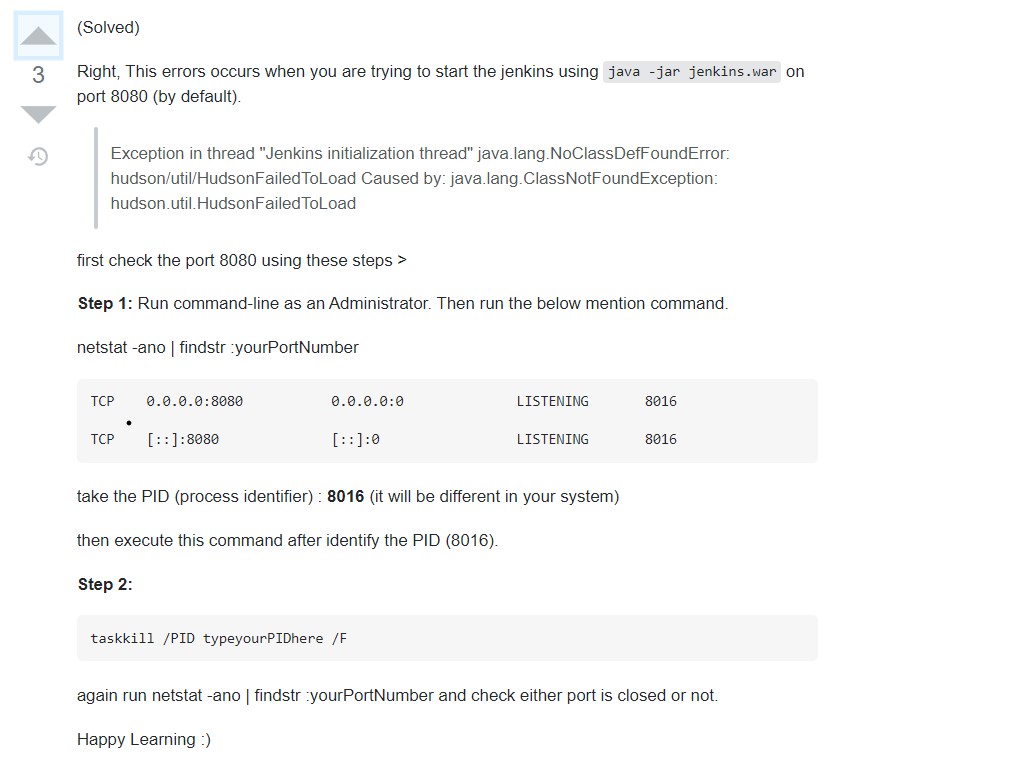 (Solved)
3
Right, This errors occurs when you are trying to start the jenkins using java -jar jenkins.war on
port 8080 (by default).
Exception in thread "Jenkins initialization thread" java.lang.NoClassDefFoundError:
hudson/util/HudsonFailedToLoad Caused by: java.lang.ClassNotFoundException:
hudson.util.HudsonFailedToLoad
first check the port 8080 using these steps >
Step 1: Run command-line as an Administrator. Then run the below mention command.
netstat -ano | findstr :yourPortNumber
TCP    0.0.0.0:8080           0.0.0.0:0              LISTENING       8016
TCP    [::]:8080              [::]:0                 LISTENING       8016
take the PID (process identifier) : 8016 (it will be different in your system)
then execute this command after identify the PID (8016).
Step 2:
taskkill /PID typeyourPIDhere /F
again run netstat -ano | findstr :yourPortNumber and check either port is closed or not.
Happy Learning :)